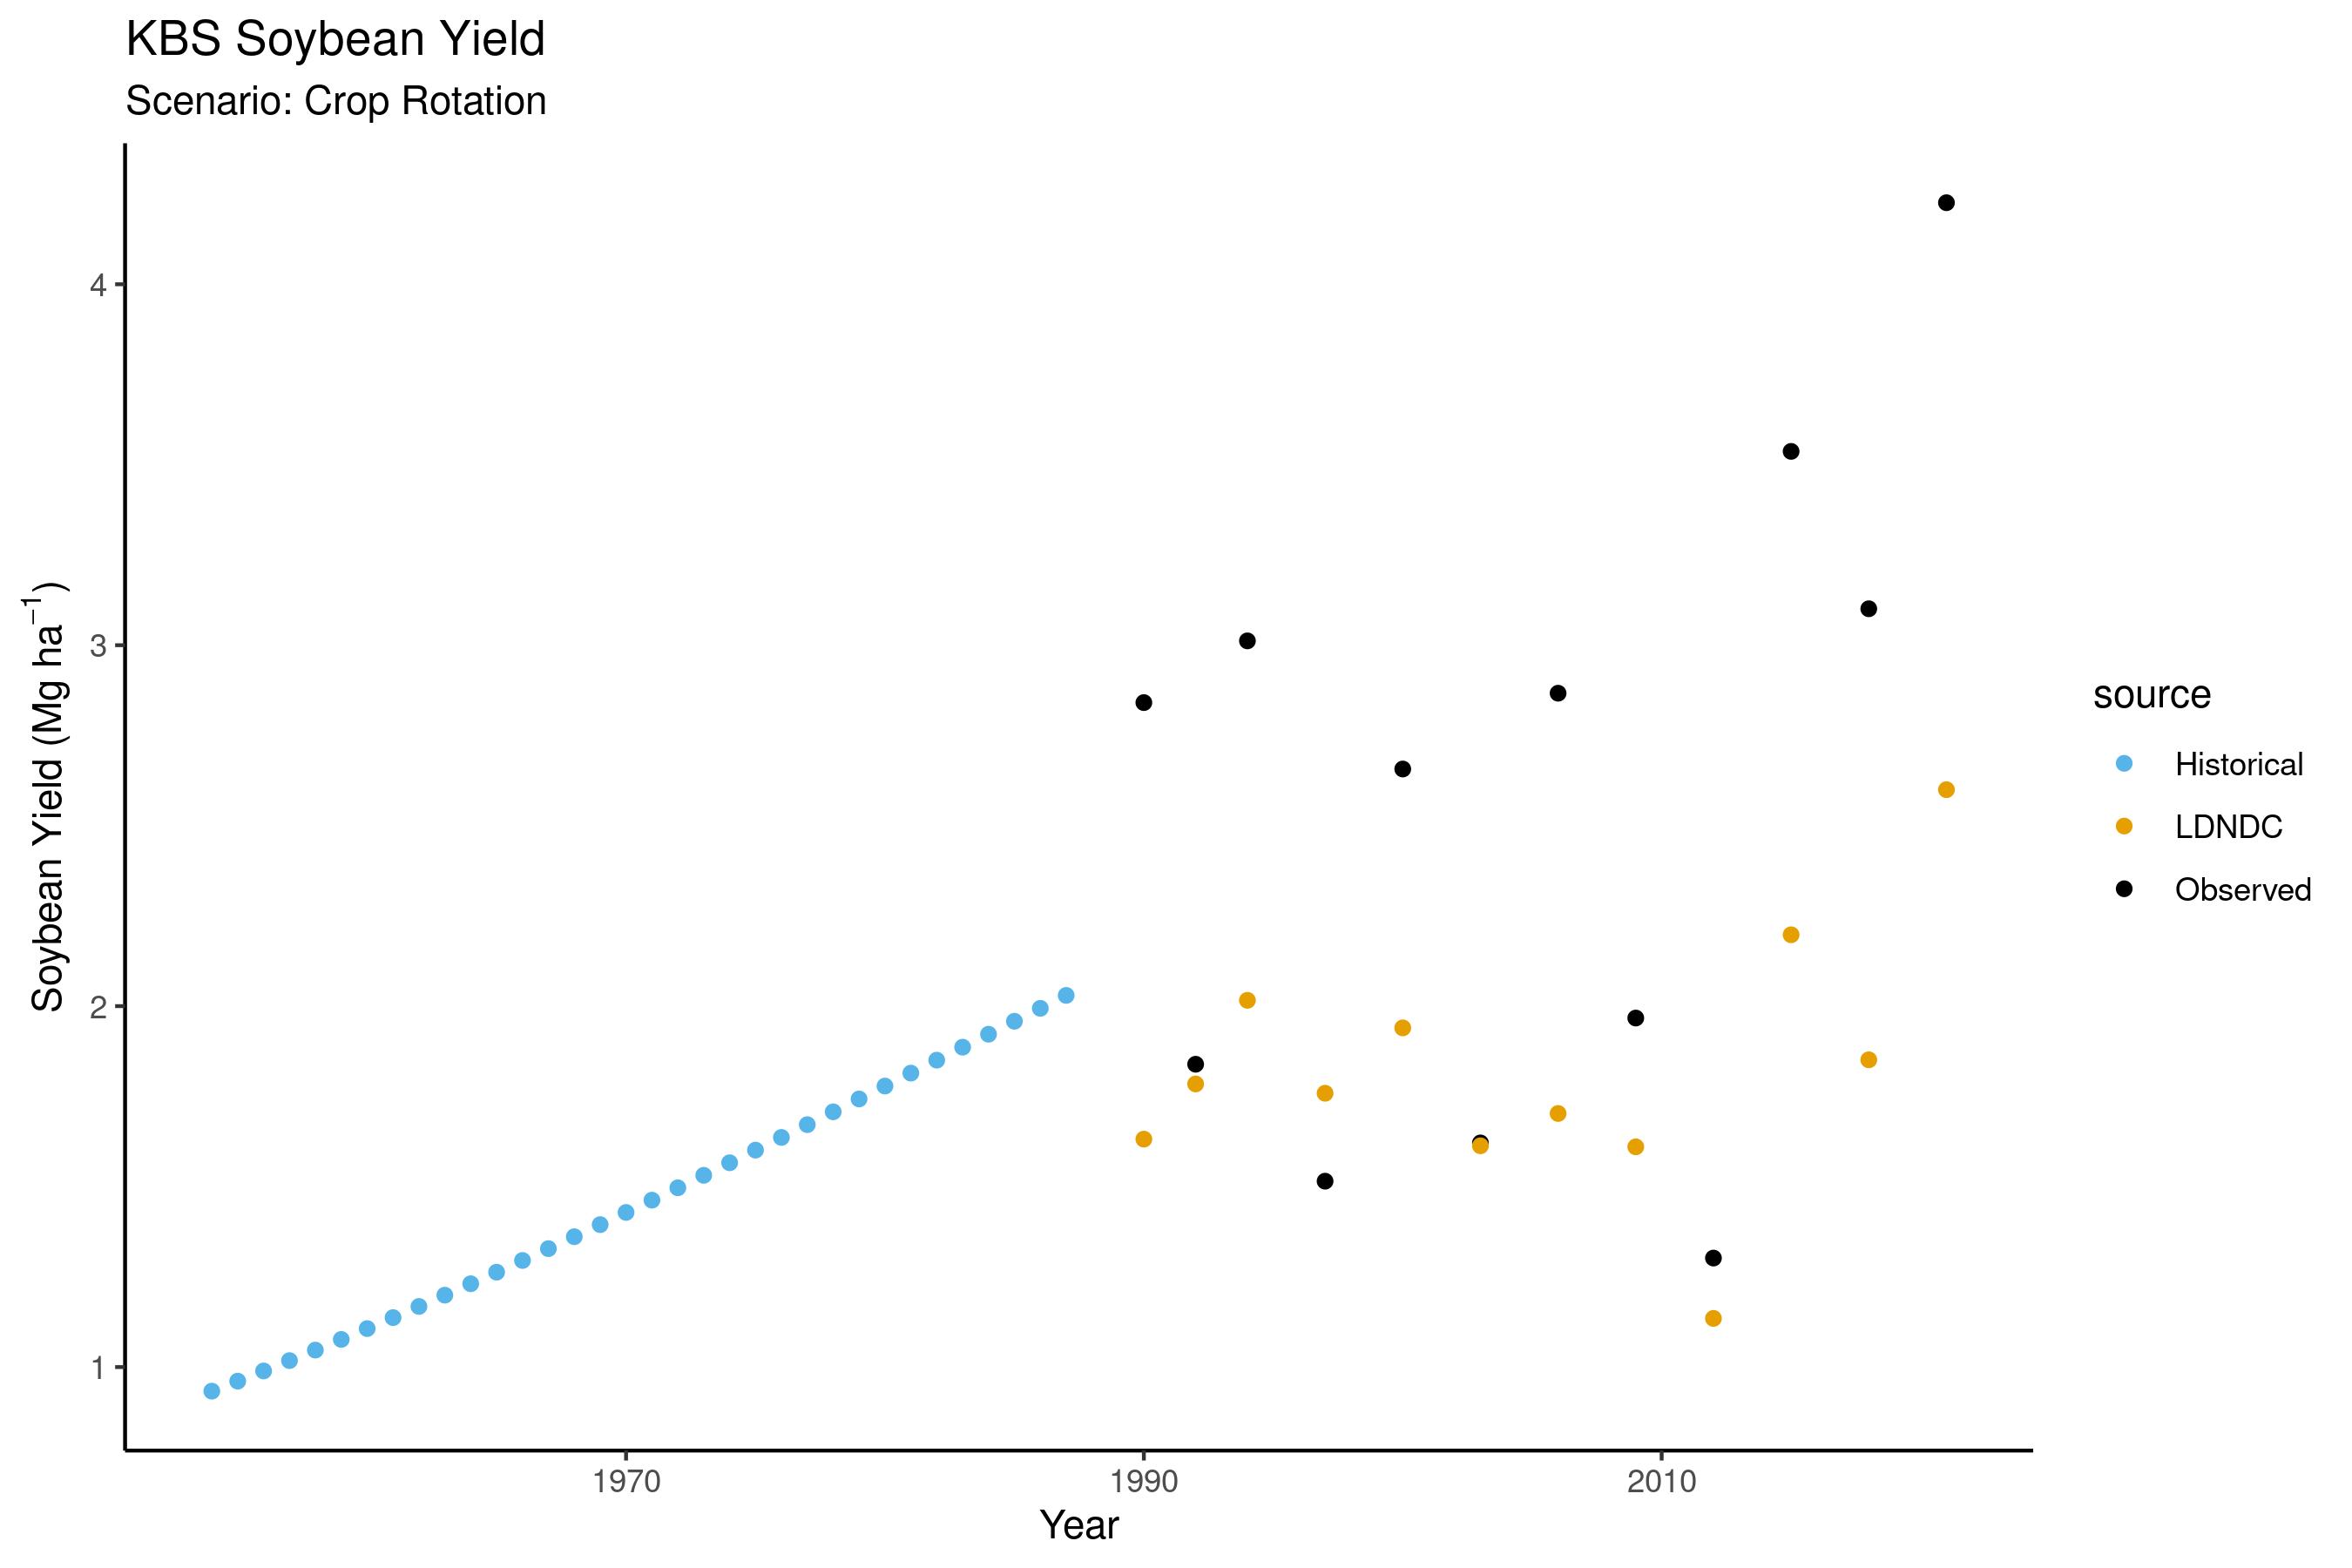 KBS Soybean Yield
Scenario: Crop Rotation
4
3
2
1
Soybean Yield (Mg ha⁻¹)
1970
1990
2010
Year
source
Historical
LDNDC
Observed